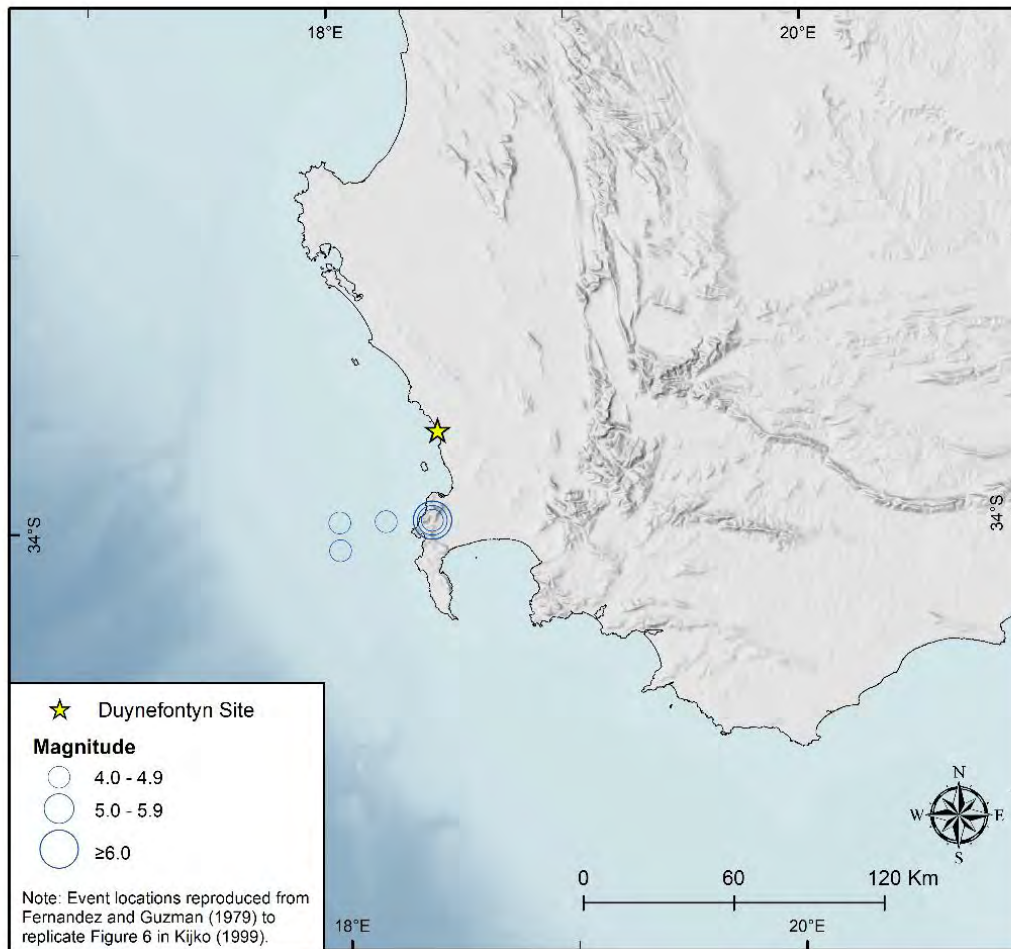 18°E
20°E
34°S
34°S
Duynefontyn Site
Magnitude
4.0 - 4.9
5.0 - 5.9
≥6.0
Note: Event locations reproduced from
Fernandez and Guzman (1979) to
replicate Figure 6 in Kijko (1999).
N
W
E
S
0
60
120 Km
18°E
20°E